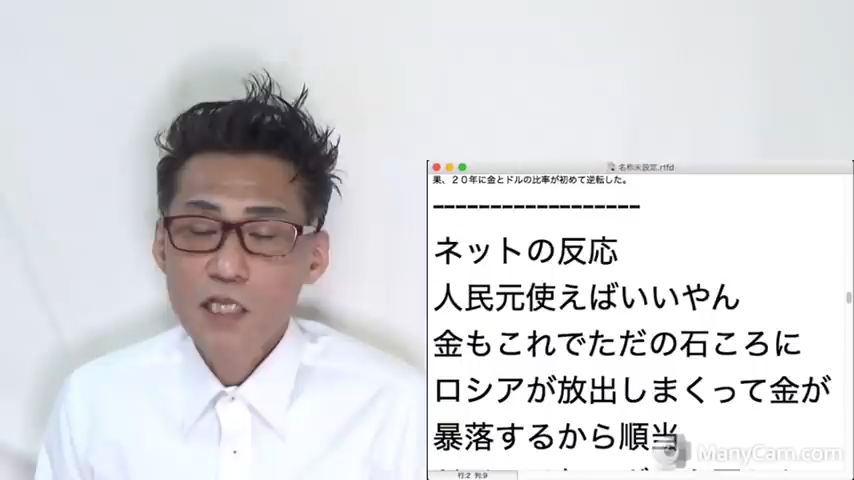 名称未設定.rtfd
果、２０年に金とドルの比率が初めて逆転した。
------------------
ネットの反応
人民元使えばいいやん
金もこれでただの石ころに
ロシアが放出しまくって金が
暴落するから順当
ManyCam.com
行:2 列:9